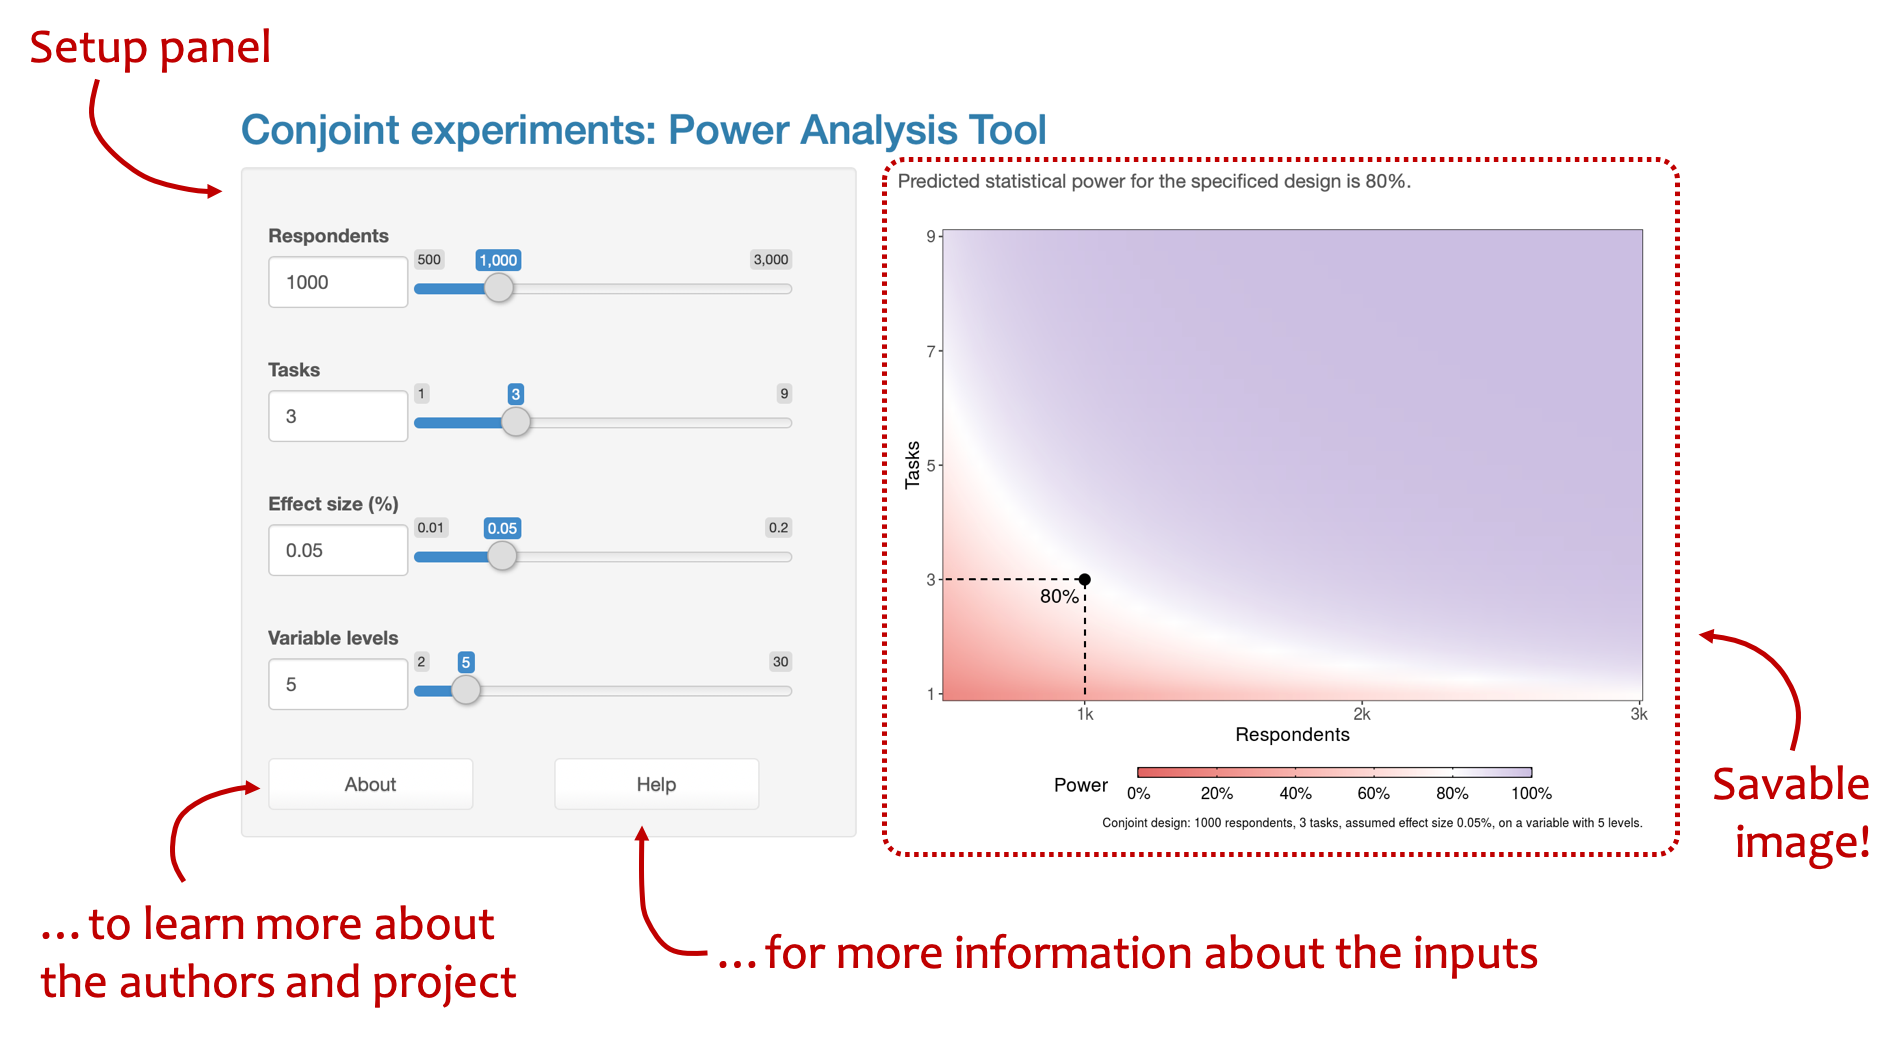 Setup panel
Conjoint experiments: Power Analysis Tool
Respondents
1000
500
1,000
3,000
Tasks
3
1
3
9
Effect size (%)
0.05
0.01
0.05
0.2
Variable levels
5
2
5
30
About
Help
Predicted statistical power for the specificed design is 80%.
9
7
5
3
1
Tasks
80%
1k
2k
3k
Respondents
Power
0%
20%
40%
60%
80%
100%
Conjoint design: 1000 respondents, 3 tasks, assumed effect size 0.05%, on a variable with 5 levels.
Savable
image!
... to learn more about
the authors and project
... for more information about the inputs